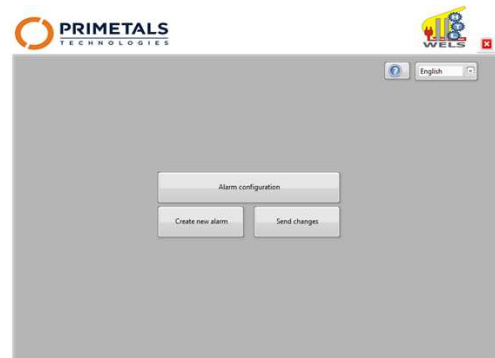 PRIMETALS
TECHNOLOGIES
WELS
English
Alarm configuration
Create new alarm
Send changes